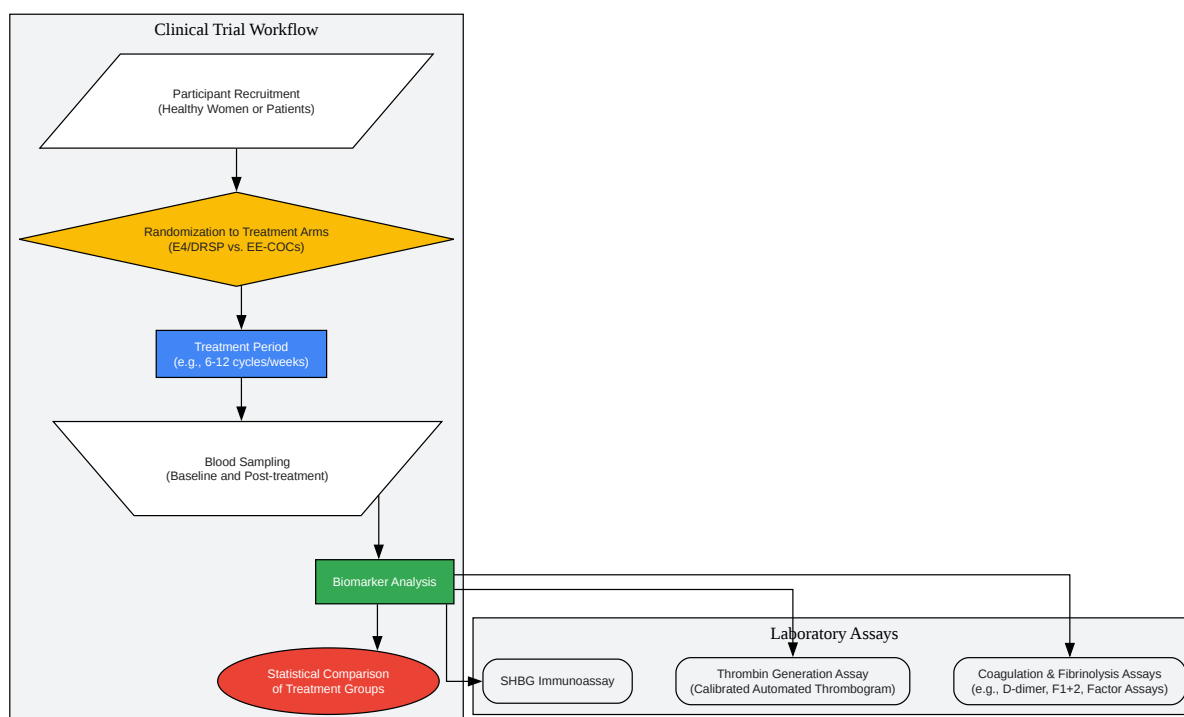 Clinical Trial Workflow
Participant Recruitment
(Healthy Women or Patients)
Randomization to Treatment Arms
(E4/DRSP vs. EE-COCs)
Treatment Period
(e.g., 6-12 cycles/weeks)
Blood Sampling
(Baseline and Post-treatment)
Biomarker Analysis
Statistical Comparison
of Treatment Groups
Laboratory Assays
SHBG Immunoassay
Thrombin Generation Assay
(Calibrated Automated Thrombogram)
Coagulation & Fibrinolysis Assays
(e.g., D-dimer, F1+2, Factor Assays)